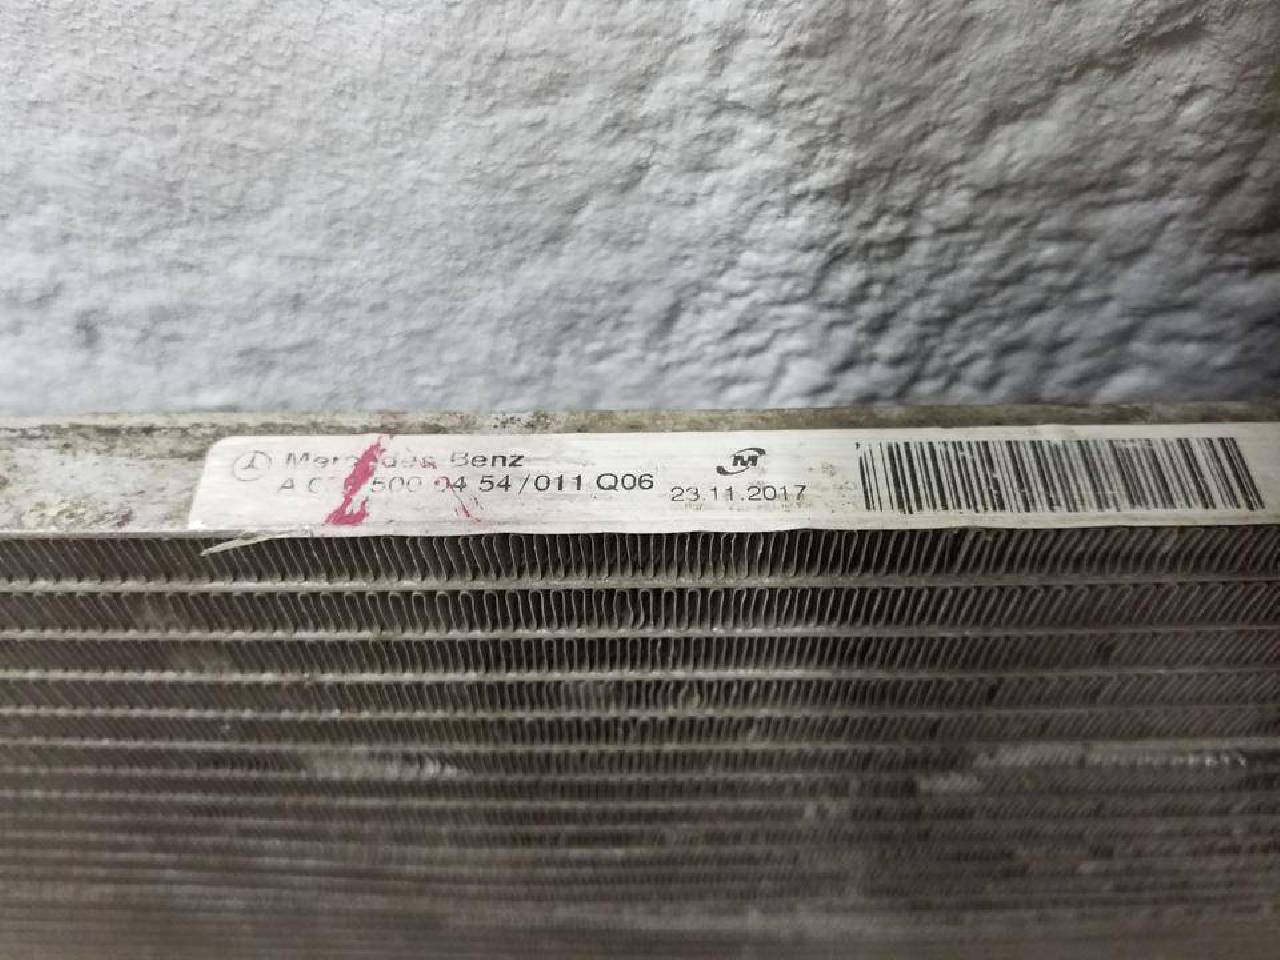 Mercedes Benz
500 04 54/011 Q06
M
23.11.2017